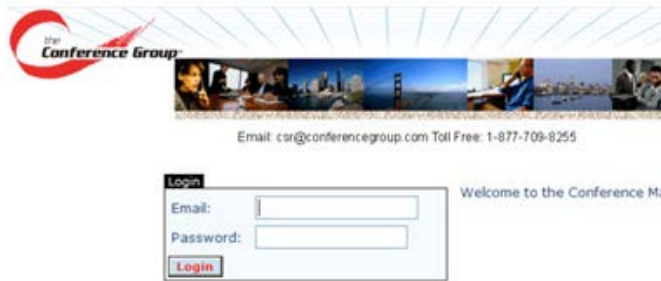 the
Conference Group
Email: csr@conferencegroup.com Toll Free: 1-877-709-8255
Login
Welcome to the Conference Ma
Email:
Password:
Login